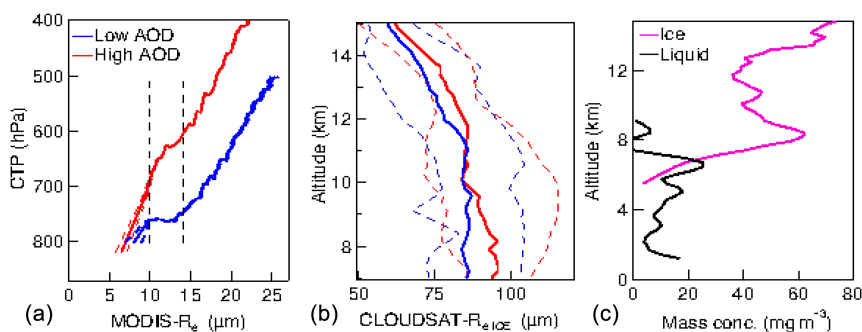 400
500
600
700
800
CTP (hPa)
Low AOD
High AOD
0
5
10
15
20
25
MODIS-Re (µm)
(a)
14
12
10
8
Altitude (km)
50
75
100
CLOUDSAT-Re ICE (µm)
(b)
12
8
4
0
Altitude (km)
Ice
Liquid
0
20
40
60
80
Mass conc. (mg m-3)
(c)